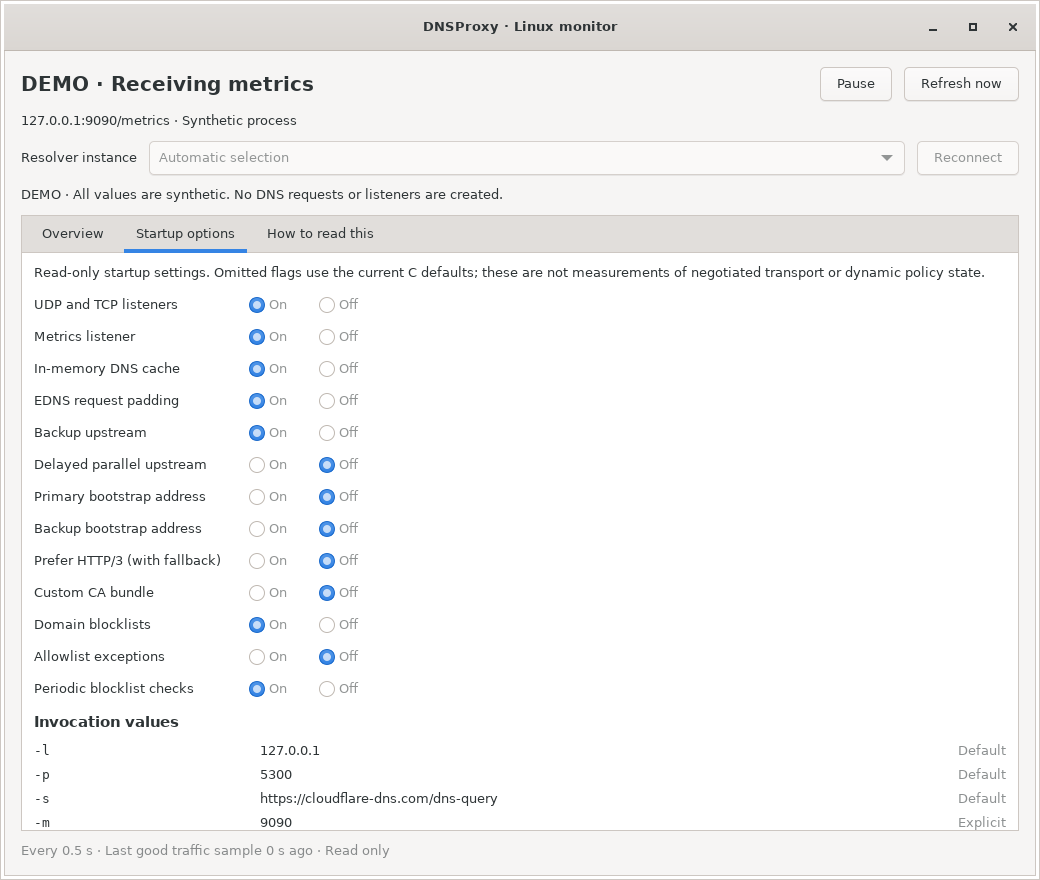 DNSProxy · Linux monitor
DEMO · Receiving metrics
Pause
Refresh now
127.0.0.1:9090/metrics · Synthetic process
Resolver instance
Automatic selection
Reconnect
DEMO · All values are synthetic. No DNS requests or listeners are created.
Overview
Startup options
How to read this
Read-only startup settings. Omitted flags use the current C defaults; these are not measurements of negotiated transport or dynamic policy state.
UDP and TCP listeners On Off
Metrics listener On Off
In-memory DNS cache On Off
EDNS request padding On Off
Backup upstream On Off
Delayed parallel upstream On Off
Primary bootstrap address On Off
Backup bootstrap address On Off
Prefer HTTP/3 (with fallback) On Off
Custom CA bundle On Off
Domain blocklists On Off
Allowlist exceptions On Off
Periodic blocklist checks On Off
Invocation values
-l 127.0.0.1 Default
-p 5300 Default
-s https://cloudflare-dns.com/dns-query Default
-m 9090 Explicit
Every 0.5 s · Last good traffic sample 0 s ago · Read only